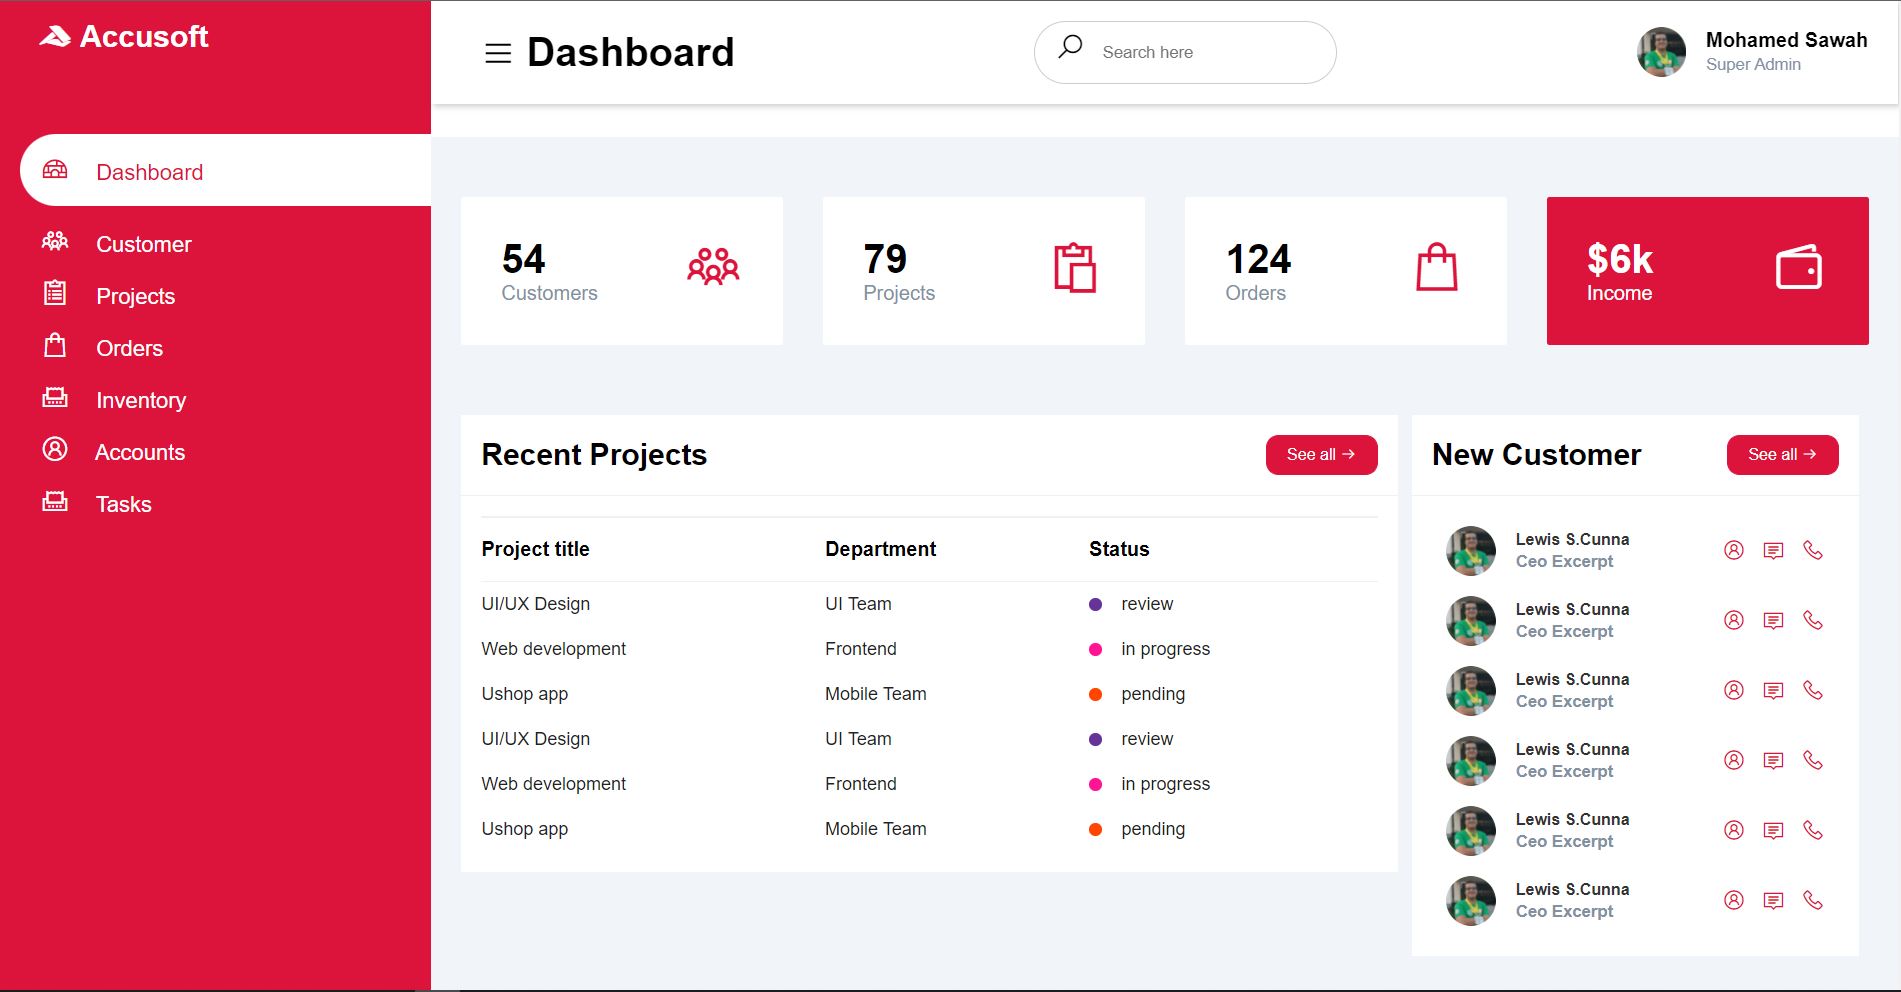 Accusoft
Dashboard
Customer
Projects
Orders
Inventory
Accounts
Tasks
Dashboard
Search here
Mohamed Sawah
Super Admin
54
Customers
79
Projects
124
Orders
$6k
Income
Recent Projects
See all →
Project title Department Status
UI/UX Design UI Team review
Web development Frontend in progress
Ushop app Mobile Team pending
UI/UX Design UI Team review
Web development Frontend in progress
Ushop app Mobile Team pending
New Customer
See all →
Lewis S.Cunna
Ceo Excerpt
Lewis S.Cunna
Ceo Excerpt
Lewis S.Cunna
Ceo Excerpt
Lewis S.Cunna
Ceo Excerpt
Lewis S.Cunna
Ceo Excerpt
Lewis S.Cunna
Ceo Excerpt